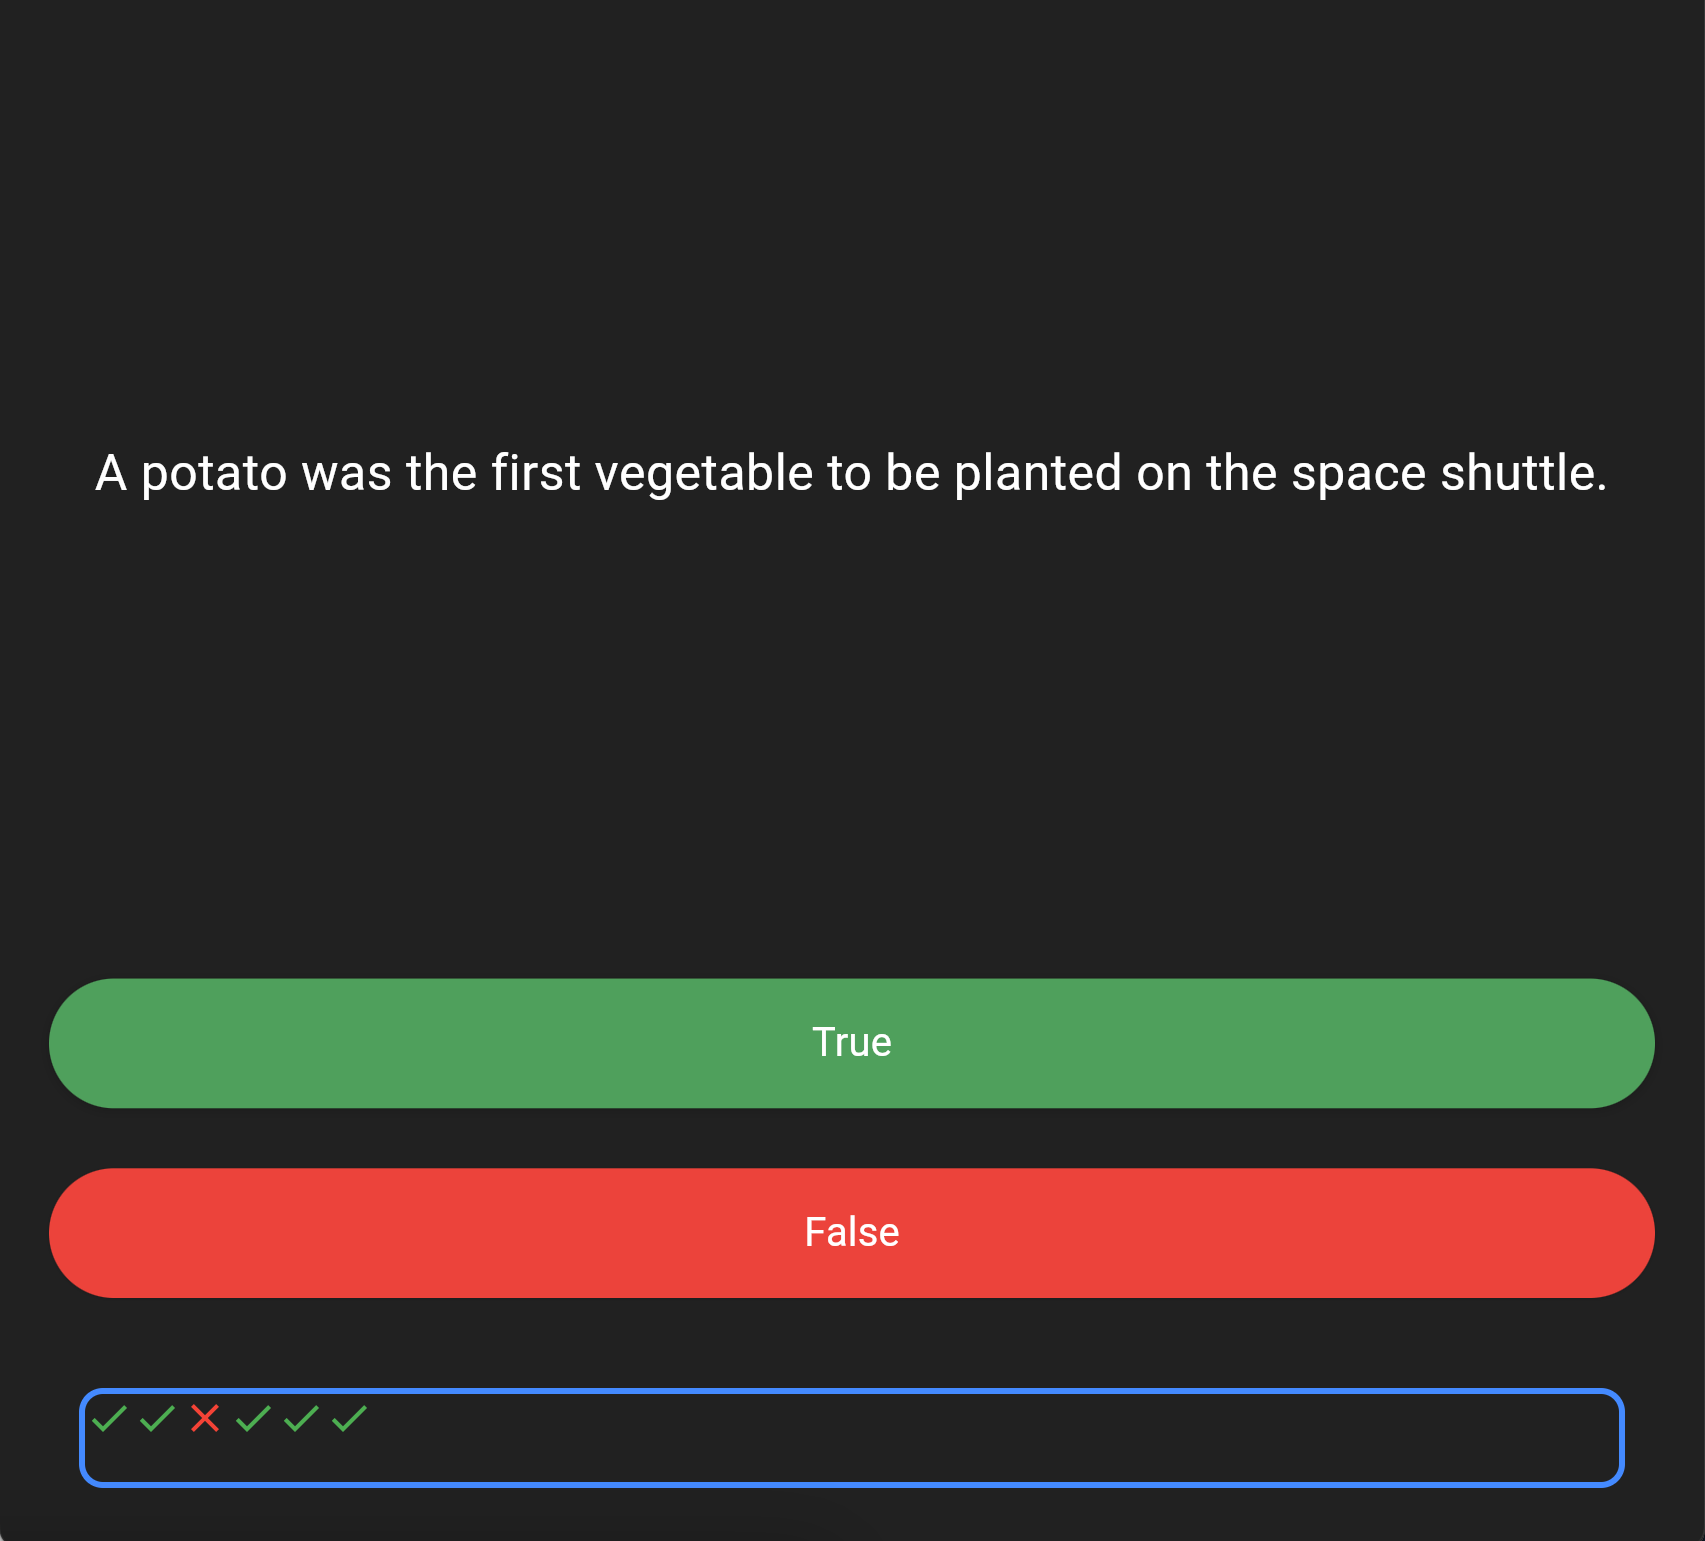 A potato was the first vegetable to be planted on the space shuttle.
True
False